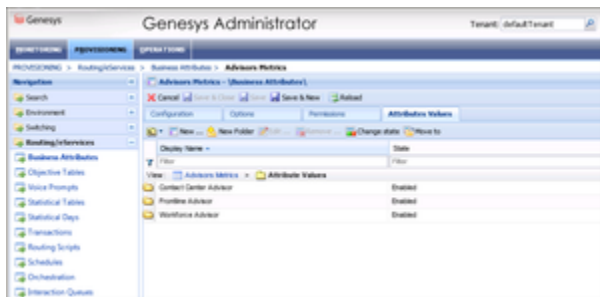 Genesys
Genesys Administrator
Tenant: defaultTenant
MONITORING PROVISIONING OPERATIONS
PROVISIONING > Routing/eServices > Business Attributes > Advisors Metrics
Navigation
Advisors Metrics - \Business Attributes\
Search
Cancel Save & Close Save Save & New Reload
Environment
Configuration Options Permissions Attributes Values
Switching
New ... New Folder Edit ... Remove ... Change state Move to
Routing/eServices
Display Name State
Business Attributes
Filter Filter
Objective Tables
View: Advisors Metrics > Attribute Values
Voice Prompts
Contact Center Advisor Enabled
Statistical Tables
Frontline Advisor Enabled
Statistical Days
Workforce Advisor Enabled
Transactions
Routing Scripts
Schedules
Orchestration
Interaction Queues